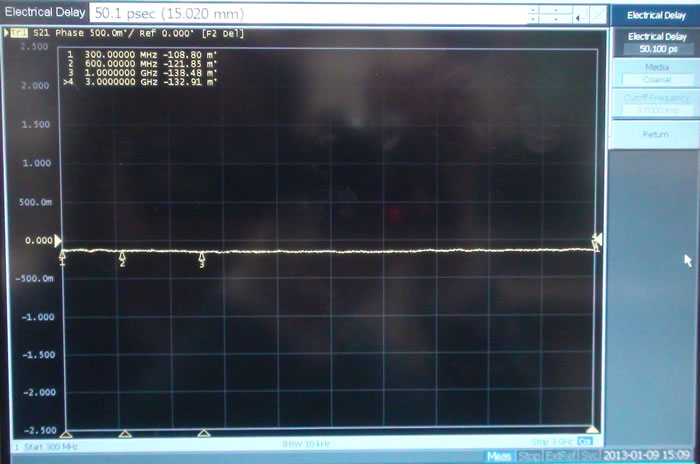 Electrical Delay 50.1 psec (15.020 mm)
Electrical Delay
Tr1 S21 Phase 500.0m°/ Ref 0.000° [F2 Del]
Electrical Delay
50.100 ps
Media
Coaxial
Cutoff Frequency
Return
1 300.00000 MHz -108.80 m°
2 600.00000 MHz -121.85 m°
3 1.0000000 GHz -138.48 m°
>4 3.0000000 GHz -132.91 m°
2.500
2.000
1.500
1.000
500.0m
0.000
-500.0m
-1.000
-1.500
-2.000
-2.500
1
2
3
1 Start 300 MHz
IFBW 10 kHz
Stop 3 GHz Cor
Meas Stop ExtRef Svc 2013-01-09 15:09